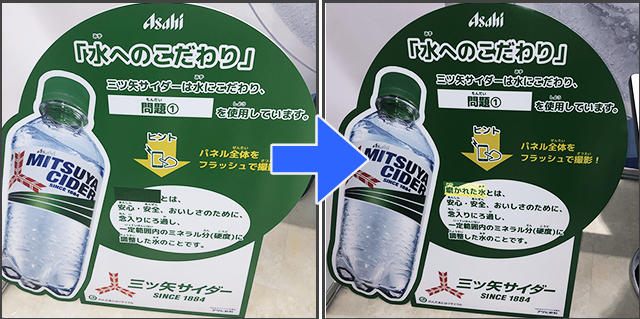 Asahi
「水へのこだわり」
三ツ矢サイダーは水にこだわり、
問題①
を使用しています。
ヒント
パネル全体を
フラッシュで撮影！
MITSUYA
CIDER
SINCE 1884
とは、
安心・安全、おいしさのために、
念入りにろ過し、
一定範囲内のミネラル分(硬度)に
調整した水のことです。
三ツ矢サイダー
SINCE 1884
Asahi
「水へのこだわり」
三ツ矢サイダーは水にこだわり、
問題①
を使用しています。
ヒント
パネル全体を
フラッシュで撮影！
MITSUYA
CIDER
SINCE 1884
磨かれた水とは、
安心・安全、おいしさのために、
念入りにろ過し、
一定範囲内のミネラル分(硬度)に
調整した水のことです。
三ツ矢サイダー
SINCE 1884